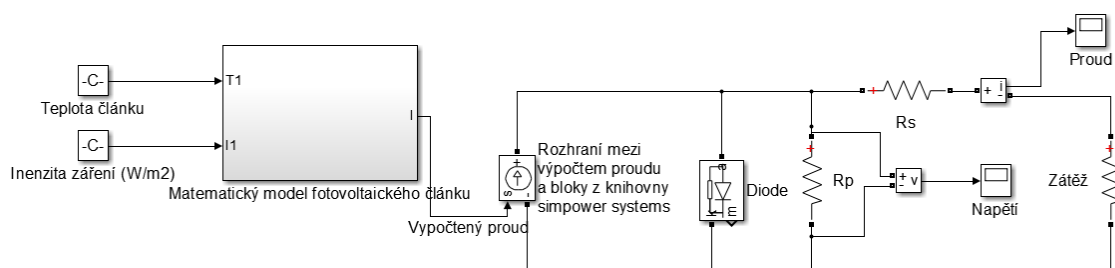 -C-
Teplota článku
-C-
Inenzita záření (W/m2)
T1
I1
I
Matematický model fotovoltaického článku
Vypočtený proud
s
+
-
Rozhraní mezi
výpočtem proudu
a bloky z knihovny
simpower systems
a
k
m
Diode
+
Rp
+
Rs
+
-
i
Proud
+
-
v
Napětí
+
Zátěž